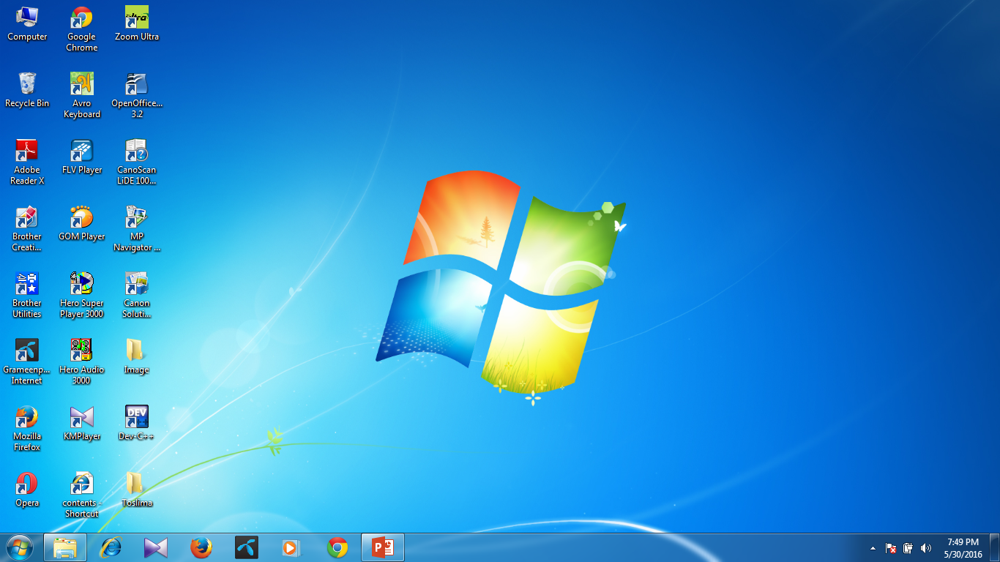 Computer
Google
Chrome
Zoom Ultra
Recycle Bin
Avro
Keyboard
OpenOffice...
3.2
Adobe
Reader X
FLV Player
CanoScan
LiDE 100...
Brother
Creati...
GOM Player
MP
Navigator ...
Brother
Utilities
Hero Super
Player 3000
Canon
Soluti...
Grameenp...
Internet
Hero Audio
3000
Image
Mozilla
Firefox
KMPlayer
DEV
Dev-C++
Opera
contents -
Shortcut
Toslima
7:49 PM
5/30/2016